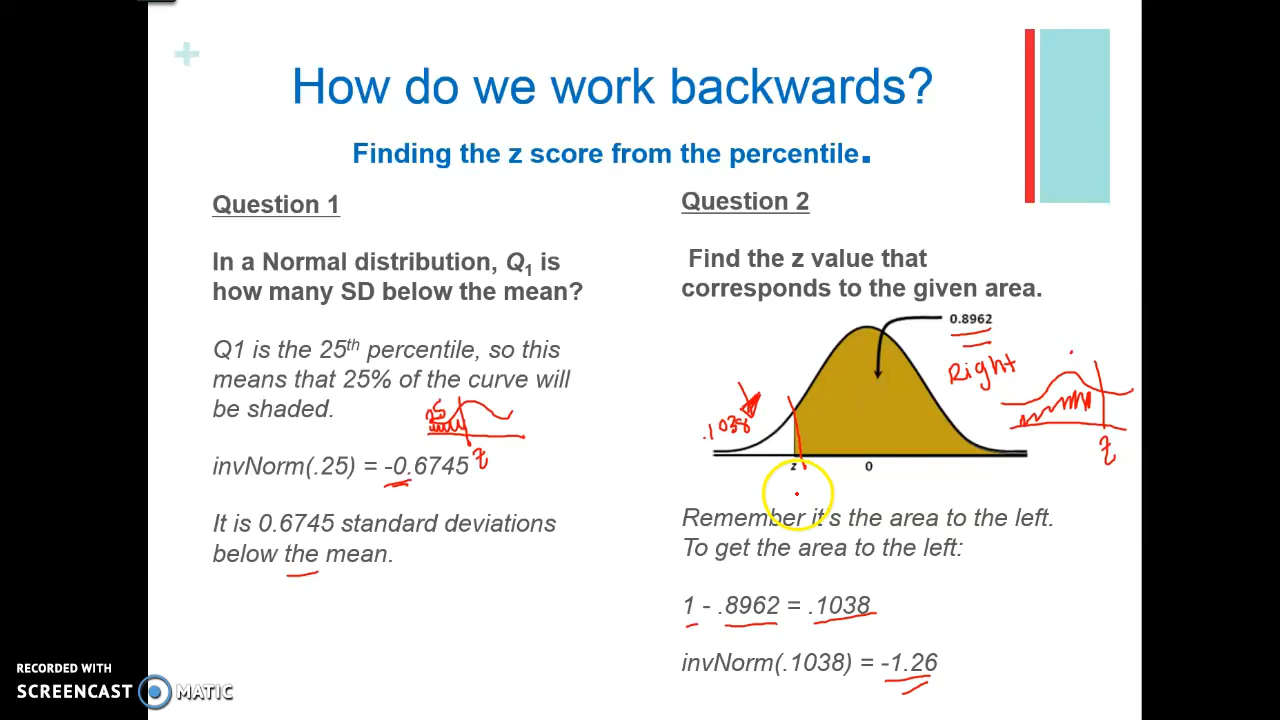 How do we work backwards?
Finding the z score from the percentile.
Question 1
In a Normal distribution, Q1 is
how many SD below the mean?
Q1 is the 25th percentile, so this
means that 25% of the curve will
be shaded.
.25
z
invNorm(.25) = -0.6745
It is 0.6745 standard deviations
below the mean.
Question 2
Find the z value that
corresponds to the given area.
0.8962
Right
.1038
z
0
z
Remember it's the area to the left.
To get the area to the left:
1 - .8962 = .1038
invNorm(.1038) = -1.26
RECORDED WITH
SCREENCAST MATIC